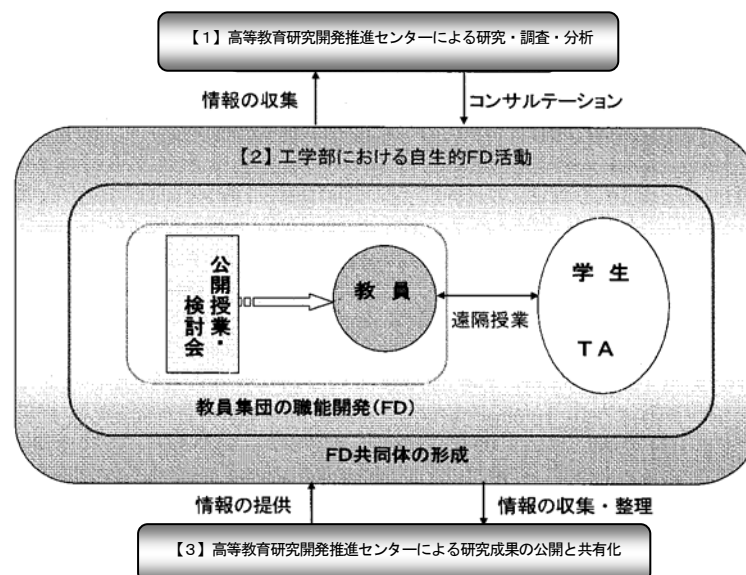 【１】高等教育研究開発推進センターによる研究・調査・分析
情報の収集
コンサルテーション
【２】工学部における自生的FD活動
公開授業・
検討会
教 員
学 生
遠隔授業
ＴＡ
教員集団の職能開発(FD)
FD共同体の形成
情報の提供
情報の収集・整理
【３】高等教育研究開発推進センターによる研究成果の公開と共有化